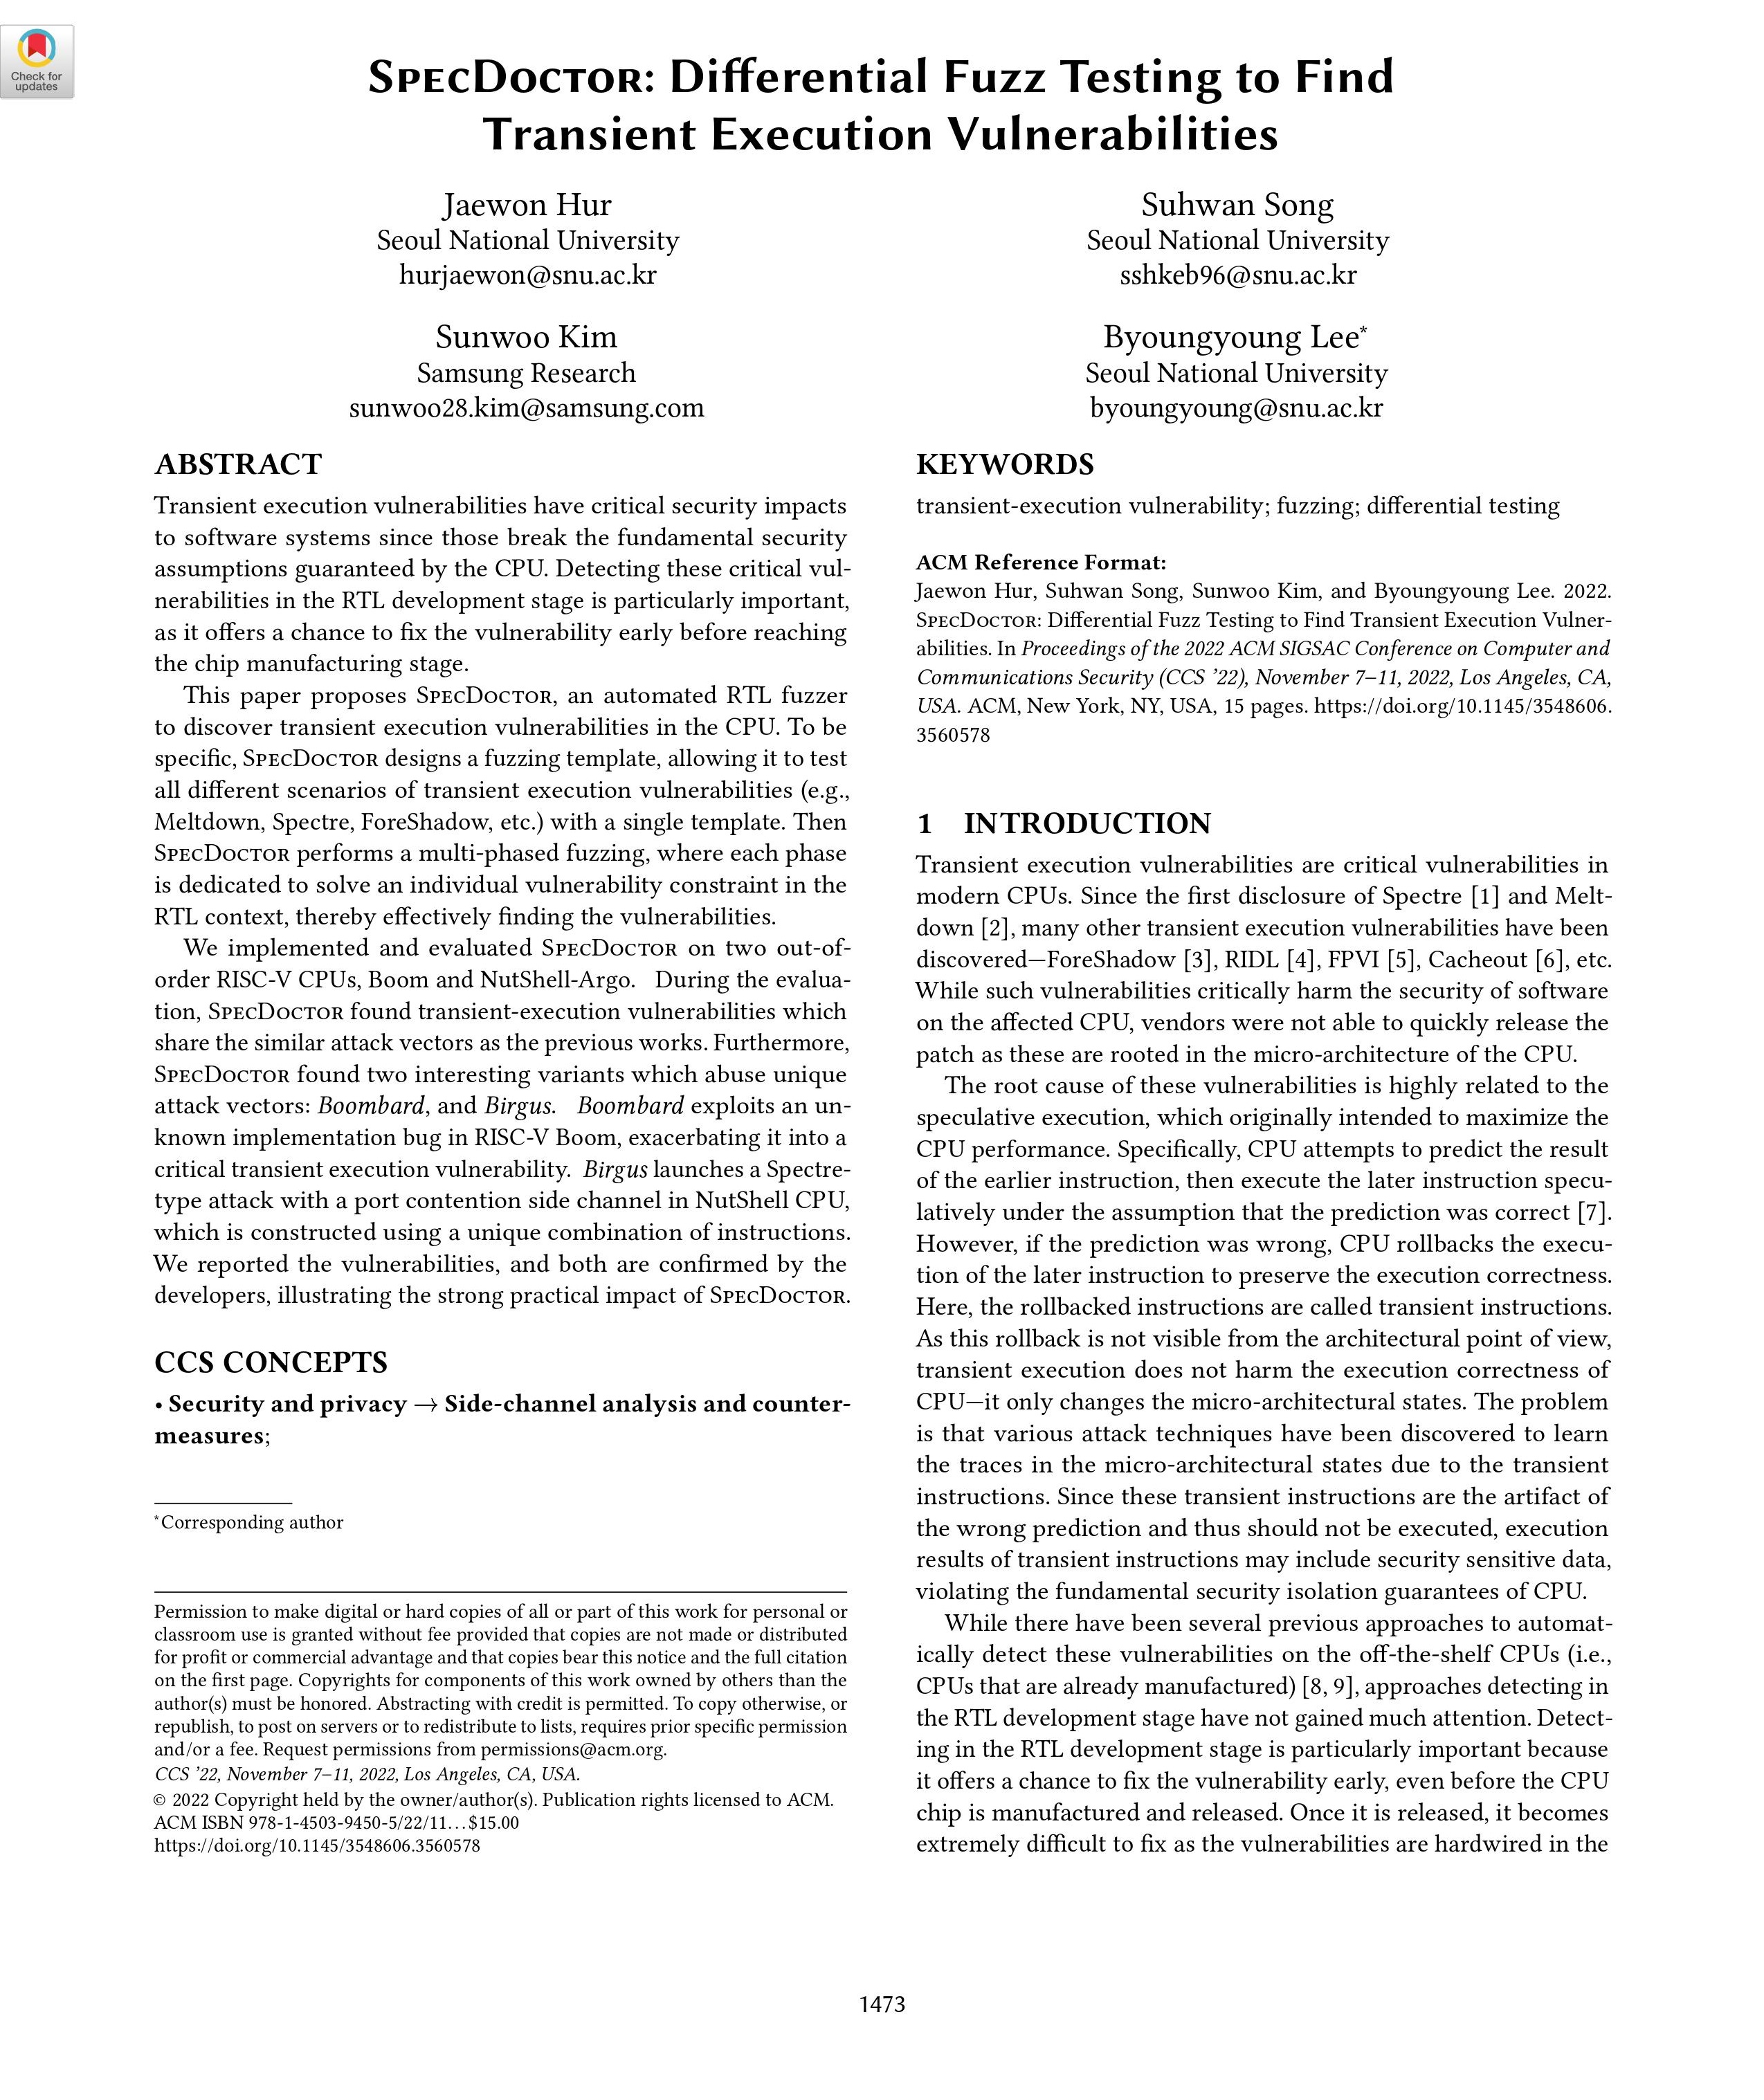 Check for
updates
SpecDoctor: Differential Fuzz Testing to Find
Transient Execution Vulnerabilities
Jaewon Hur
Seoul National University
hurjaewon@snu.ac.kr
Suhwan Song
Seoul National University
sshkeb96@snu.ac.kr
Sunwoo Kim
Samsung Research
sunwoo28.kim@samsung.com
Byoungyoung Lee*
Seoul National University
byoungyoung@snu.ac.kr
ABSTRACT
Transient execution vulnerabilities have critical security impacts
to software systems since those break the fundamental security
assumptions guaranteed by the CPU. Detecting these critical vul-
nerabilities in the RTL development stage is particularly important,
as it offers a chance to fix the vulnerability early before reaching
the chip manufacturing stage.
This paper proposes SpecDoctor, an automated RTL fuzzer
to discover transient execution vulnerabilities in the CPU. To be
specific, SpecDoctor designs a fuzzing template, allowing it to test
all different scenarios of transient execution vulnerabilities (e.g.,
Meltdown, Spectre, ForeShadow, etc.) with a single template. Then
SpecDoctor performs a multi-phased fuzzing, where each phase
is dedicated to solve an individual vulnerability constraint in the
RTL context, thereby effectively finding the vulnerabilities.
We implemented and evaluated SpecDoctor on two out-of-
order RISC-V CPUs, Boom and NutShell-Argo. During the evalua-
tion, SpecDoctor found transient-execution vulnerabilities which
share the similar attack vectors as the previous works. Furthermore,
SpecDoctor found two interesting variants which abuse unique
attack vectors: Boombard, and Birgus. Boombard exploits an un-
known implementation bug in RISC-V Boom, exacerbating it into a
critical transient execution vulnerability. Birgus launches a Spectre-
type attack with a port contention side channel in NutShell CPU,
which is constructed using a unique combination of instructions.
We reported the vulnerabilities, and both are confirmed by the
developers, illustrating the strong practical impact of SpecDoctor.
CCS CONCEPTS
• Security and privacy → Side-channel analysis and counter-
measures;
*Corresponding author
Permission to make digital or hard copies of all or part of this work for personal or
classroom use is granted without fee provided that copies are not made or distributed
for profit or commercial advantage and that copies bear this notice and the full citation
on the first page. Copyrights for components of this work owned by others than the
author(s) must be honored. Abstracting with credit is permitted. To copy otherwise, or
republish, to post on servers or to redistribute to lists, requires prior specific permission
and/or a fee. Request permissions from permissions@acm.org.
CCS ’22, November 7–11, 2022, Los Angeles, CA, USA.
© 2022 Copyright held by the owner/author(s). Publication rights licensed to ACM.
ACM ISBN 978-1-4503-9450-5/22/11...$15.00
https://doi.org/10.1145/3548606.3560578
KEYWORDS
transient-execution vulnerability; fuzzing; differential testing
ACM Reference Format:
Jaewon Hur, Suhwan Song, Sunwoo Kim, and Byoungyoung Lee. 2022.
SpecDoctor: Differential Fuzz Testing to Find Transient Execution Vulner-
abilities. In Proceedings of the 2022 ACM SIGSAC Conference on Computer and
Communications Security (CCS ’22), November 7–11, 2022, Los Angeles, CA,
USA. ACM, New York, NY, USA, 15 pages. https://doi.org/10.1145/3548606.
3560578
1 INTRODUCTION
Transient execution vulnerabilities are critical vulnerabilities in
modern CPUs. Since the first disclosure of Spectre [1] and Melt-
down [2], many other transient execution vulnerabilities have been
discovered—ForeShadow [3], RIDL [4], FPVI [5], Cacheout [6], etc.
While such vulnerabilities critically harm the security of software
on the affected CPU, vendors were not able to quickly release the
patch as these are rooted in the micro-architecture of the CPU.
The root cause of these vulnerabilities is highly related to the
speculative execution, which originally intended to maximize the
CPU performance. Specifically, CPU attempts to predict the result
of the earlier instruction, then execute the later instruction specu-
latively under the assumption that the prediction was correct [7].
However, if the prediction was wrong, CPU rollbacks the execu-
tion of the later instruction to preserve the execution correctness.
Here, the rollbacked instructions are called transient instructions.
As this rollback is not visible from the architectural point of view,
transient execution does not harm the execution correctness of
CPU—it only changes the micro-architectural states. The problem
is that various attack techniques have been discovered to learn
the traces in the micro-architectural states due to the transient
instructions. Since these transient instructions are the artifact of
the wrong prediction and thus should not be executed, execution
results of transient instructions may include security sensitive data,
violating the fundamental security isolation guarantees of CPU.
While there have been several previous approaches to automat-
ically detect these vulnerabilities on the off-the-shelf CPUs (i.e.,
CPUs that are already manufactured) [8, 9], approaches detecting in
the RTL development stage have not gained much attention. Detect-
ing in the RTL development stage is particularly important because
it offers a chance to fix the vulnerability early, even before the CPU
chip is manufactured and released. Once it is released, it becomes
extremely difficult to fix as the vulnerabilities are hardwired in the
1473